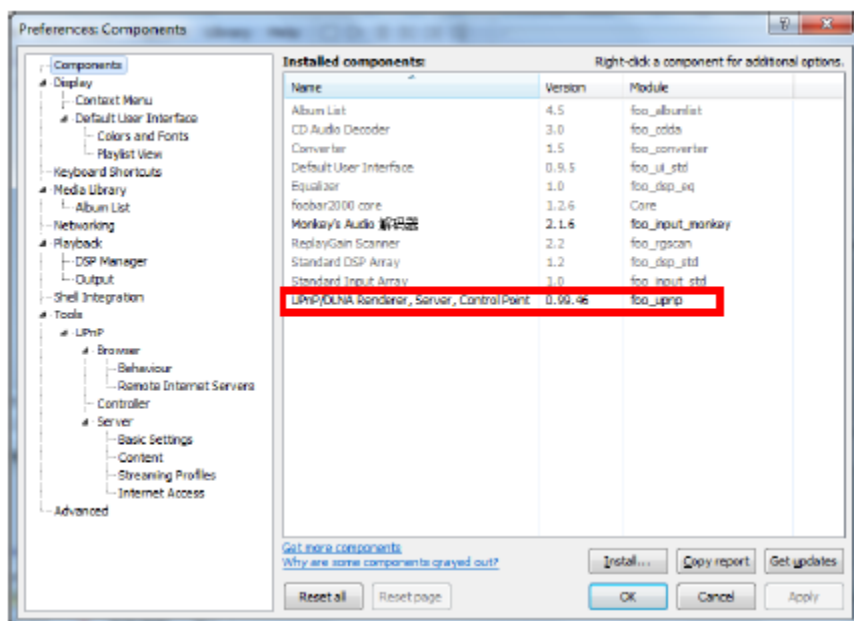 Preferences: Components
Components
Display
Context Menu
Default User Interface
Colors and Fonts
Playlist View
Keyboard Shortcuts
Media Library
Album List
Networking
Playback
DSP Manager
Output
Shell Integration
Tools
UPnP
Browser
Behaviour
Remote Internet Servers
Controller
Server
Basic Settings
Content
Streaming Profiles
Internet Access
Advanced
Installed components: Right-click a component for additional options.
Name Version Module
Album List 4.5 foo_albumlist
CD Audio Decoder 3.0 foo_cdda
Converter 1.5 foo_converter
Default User Interface 0.9.5 foo_ui_std
Equalizer 1.0 foo_dsp_eq
foobar2000 core 1.2.6 Core
Monkey's Audio 解码器 2.1.6 foo_input_monkey
ReplayGain Scanner 2.2 foo_rgscan
Standard DSP Array 1.2 foo_dsp_std
Standard Input Array 1.0 foo_input_std
UPnP/DLNA Renderer, Server, Control Point 0.99.46 foo_upnp
Get more components
Why are some components grayed out?
Install... Copy report Get updates
Reset all Reset page OK Cancel Apply